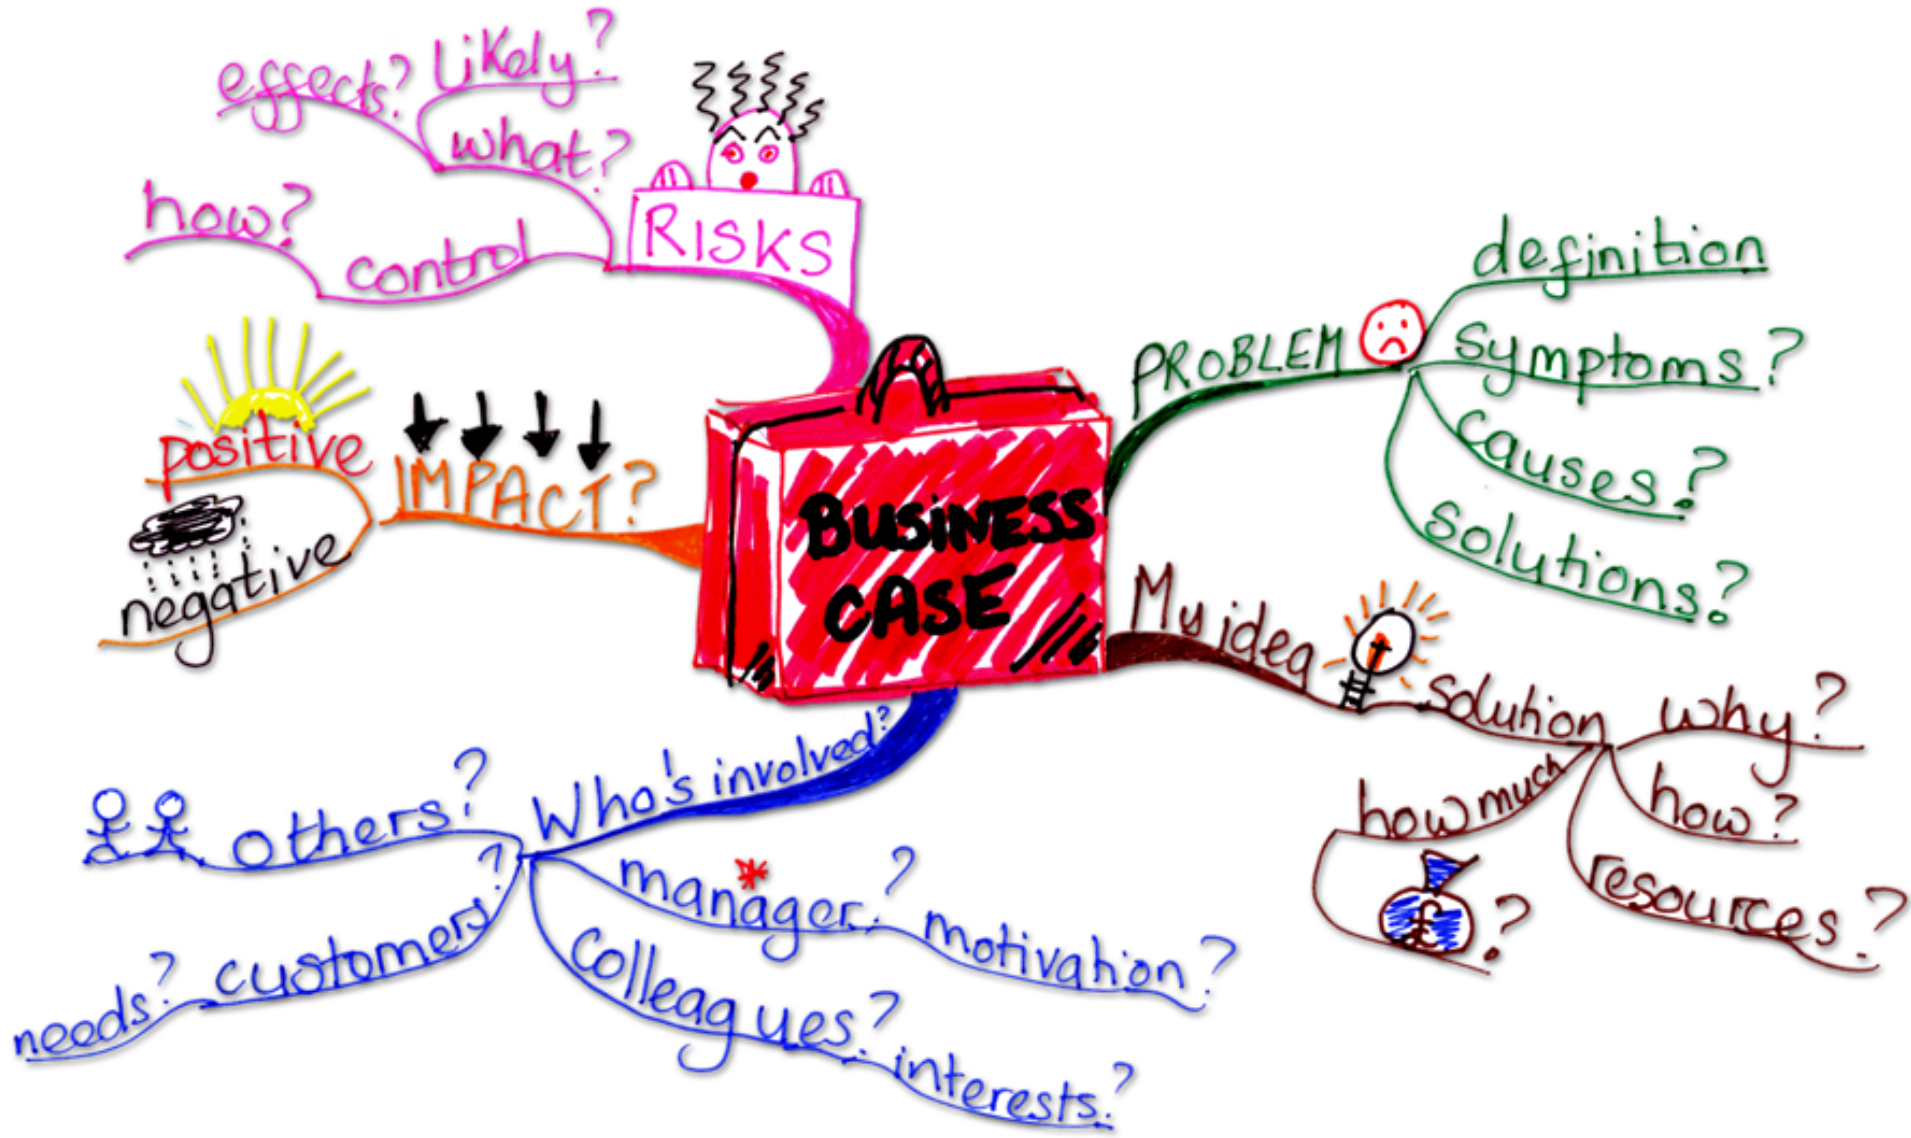 BUSINESS
CASE
PROBLEM
definition
symptoms?
causes?
solutions?
My idea
solution
why?
how?
resources?
how much
£?
Who's involved?
manager?
motivation?
colleagues?
interests?
customers?
needs?
others?
IMPACT?
positive
negative
RISKS
what?
effects?
likely?
control
how?